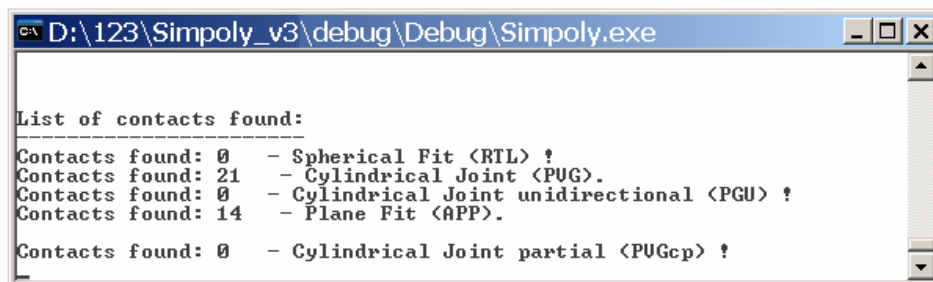 D:\123\Simpoly_v3\debug\Debug\Simpoly.exe
List of contacts found:
-----------------------
Contacts found: 0 - Spherical Fit (RTL) !
Contacts found: 21 - Cylindrical Joint (PVG).
Contacts found: 0 - Cylindrical Joint unidirectional (PGU) !
Contacts found: 14 - Plane Fit (APP).
Contacts found: 0 - Cylindrical Joint partial (PVGcp) !